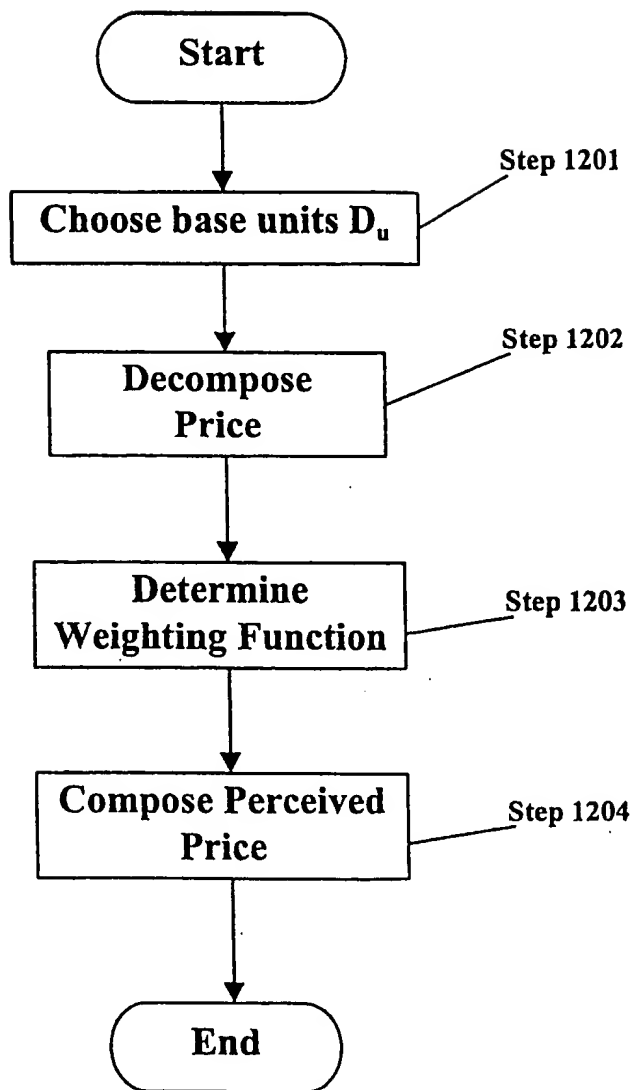 Start
Step 1201
Choose base units Du
Step 1202
Decompose
Price
Determine
Weighting Function
Step 1203
Compose Perceived
Price
Step 1204
End